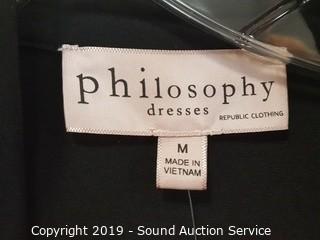 philosophy
dresses
REPUBLIC CLOTHING
M
MADE IN
VIETNAM
Copyright 2019 - Sound Auction Service